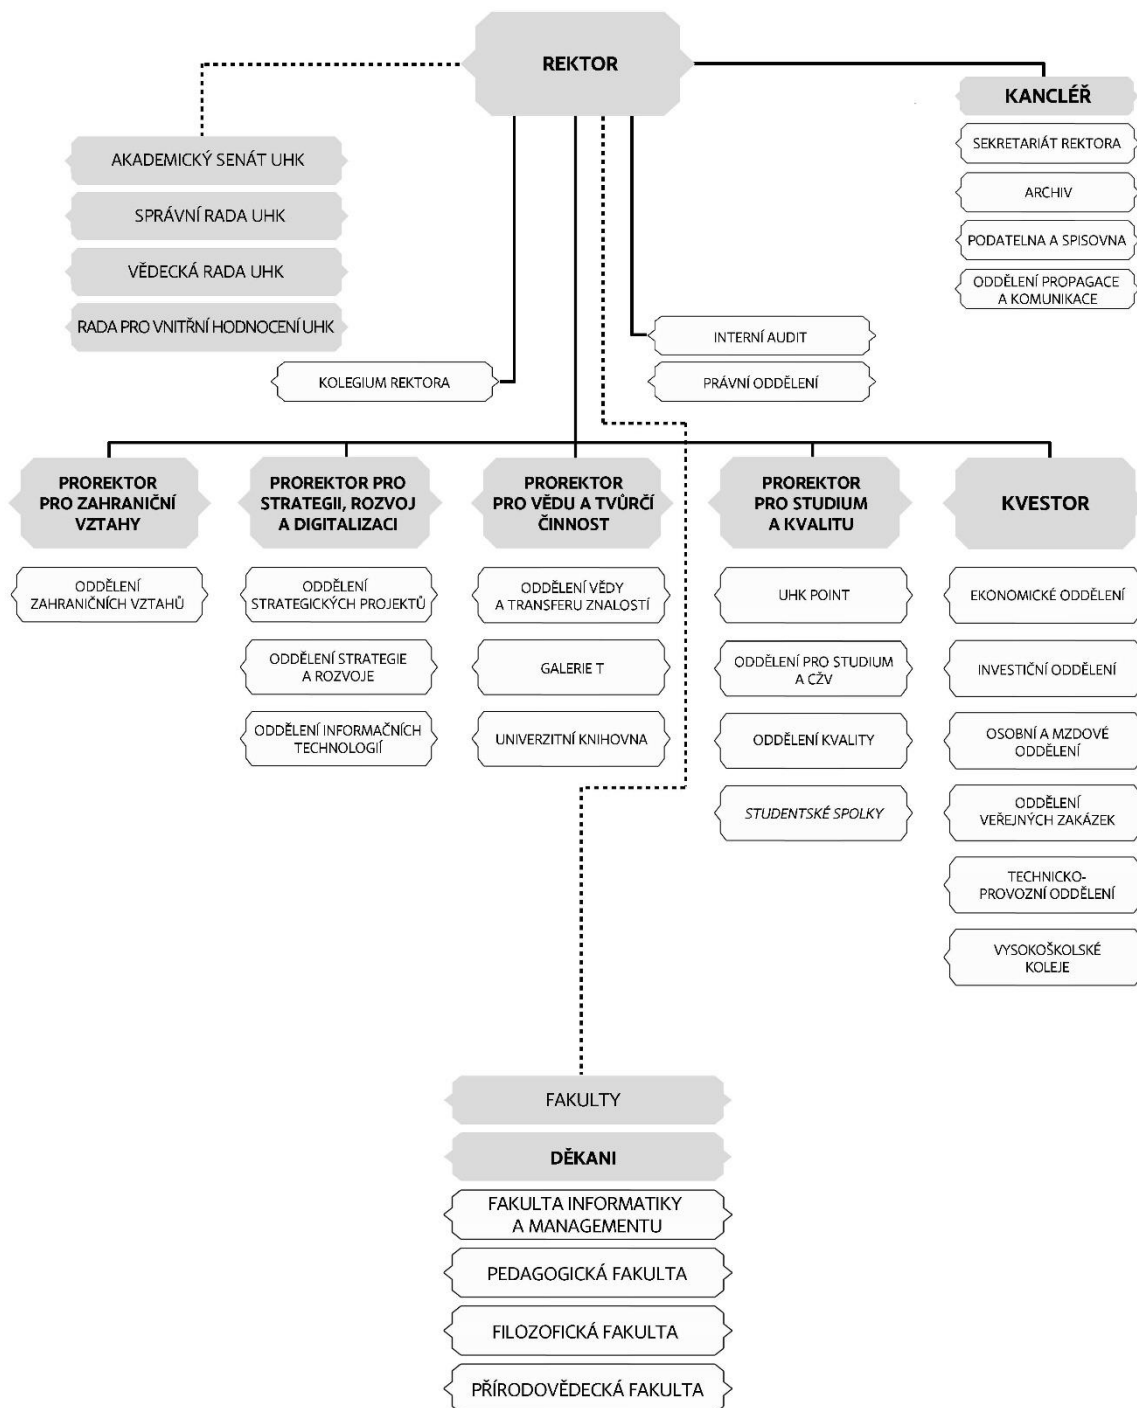 REKTOR
KANCLÉŘ
SEKRETARIÁT REKTORA
ARCHIV
PODATELNA A SPISOVNA
ODDĚLENÍ PROPAGACE
A KOMUNIKACE
AKADEMICKÝ SENÁT UHK
SPRÁVNÍ RADA UHK
VĚDECKÁ RADA UHK
RADA PRO VNITŘNÍ HODNOCENÍ UHK
KOLEGIUM REKTORA
INTERNÍ AUDIT
PRÁVNÍ ODDĚLENÍ
PROREKTOR
PRO ZAHRANIČNÍ
VZTAHY
ODDĚLENÍ
ZAHRANIČNÍCH VZTAHŮ
PROREKTOR PRO
STRATEGII, ROZVOJ
A DIGITALIZACI
ODDĚLENÍ
STRATEGICKÝCH PROJEKTŮ
ODDĚLENÍ STRATEGIE
A ROZVOJE
ODDĚLENÍ INFORMAČNÍCH
TECHNOLOGIÍ
PROREKTOR
PRO VĚDU A TVŮRČÍ
ČINNOST
ODDĚLENÍ VĚDY
A TRANSFERU ZNALOSTÍ
GALERIE T
UNIVERZITNÍ KNIHOVNA
PROREKTOR
PRO STUDIUM
A KVALITU
UHK POINT
ODDĚLENÍ PRO STUDIUM
A CŽV
ODDĚLENÍ KVALITY
STUDENTSKÉ SPOLKY
KVESTOR
EKONOMICKÉ ODDĚLENÍ
INVESTIČNÍ ODDĚLENÍ
OSOBNÍ A MZDOVÉ
ODDĚLENÍ
ODDĚLENÍ
VEŘEJNÝCH ZAKÁZEK
TECHNICKO-
PROVOZNÍ ODDĚLENÍ
VYSOKOŠKOLSKÉ
KOLEJE
FAKULTY
DĚKANI
FAKULTA INFORMATIKY
A MANAGEMENTU
PEDAGOGICKÁ FAKULTA
FILOZOFICKÁ FAKULTA
PŘÍRODOVĚDECKÁ FAKULTA